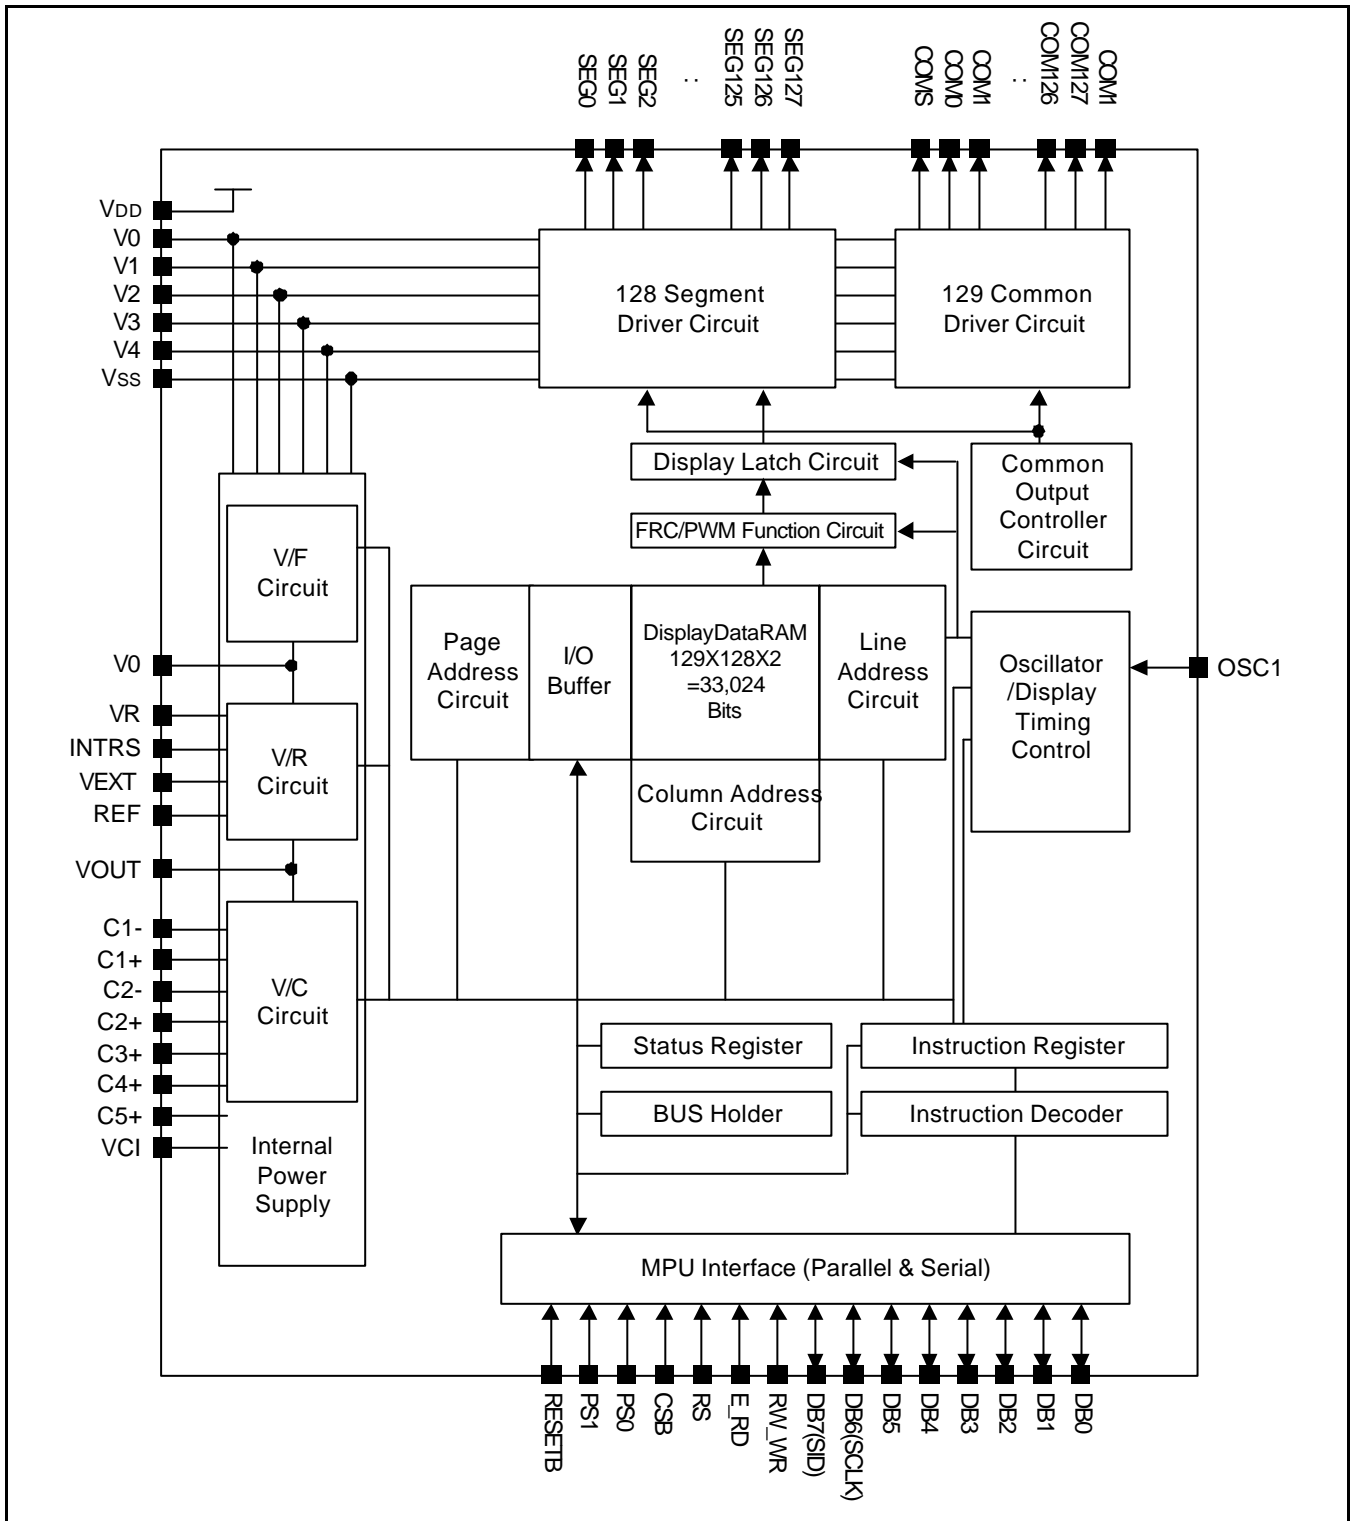 SEG0
SEG1
SEG2
:
SEG125
SEG126
SEG127
COMS
COM0
COM1
:
COM126
COM127
COM1
VDD
V0
V1
V2
V3
V4
VSS
128 Segment
Driver Circuit
129 Common
Driver Circuit
Display Latch Circuit
FRC/PWM Function Circuit
Common
Output
Controller
Circuit
V/F
Circuit
Page
Address
Circuit
I/O
Buffer
DisplayDataRAM
129X128X2
=33,024
Bits
Line
Address
Circuit
Oscillator
/Display
Timing
Control
OSC1
V0
VR
INTRS
VEXT
REF
V/R
Circuit
Column Address
Circuit
VOUT
C1-
C1+
C2-
C2+
C3+
C4+
C5+
VCI
V/C
Circuit
Internal
Power
Supply
Status Register
Instruction Register
BUS Holder
Instruction Decoder
MPU Interface (Parallel & Serial)
RESETB
PS1
PS0
CSB
RS
E_RD
RW_WR
DB7(SID)
DB6(SCLK)
DB5
DB4
DB3
DB2
DB1
DB0